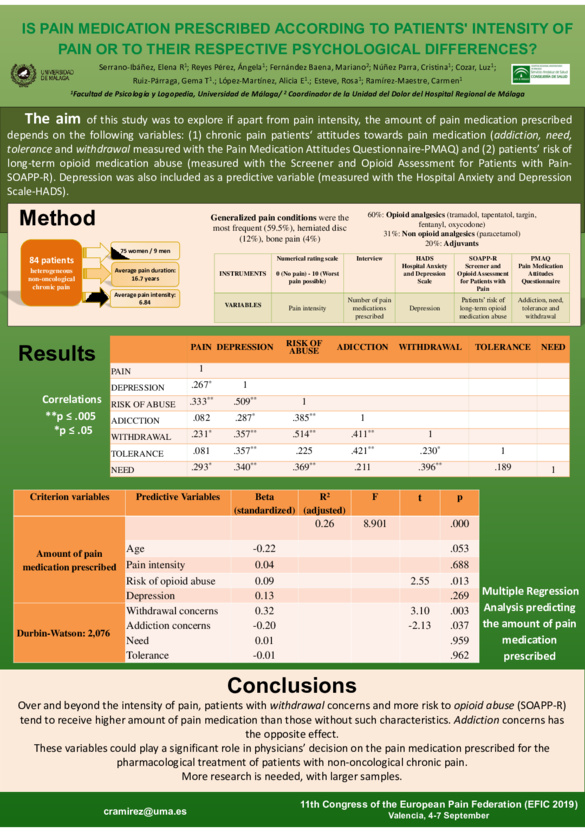 IS PAIN MEDICATION PRESCRIBED ACCORDING TO PATIENTS' INTENSITY OF
PAIN OR TO THEIR RESPECTIVE PSYCHOLOGICAL DIFFERENCES?
UNIVERSIDAD
DE MÁLAGA
Serrano-Ibáñez, Elena R¹; Reyes Pérez, Ángela¹; Fernández Baena, Mariano²; Núñez Parra, Cristina¹; Cozar, Luz¹;
Ruiz-Párraga, Gema T¹.; López-Martínez, Alicia E¹.; Esteve, Rosa¹; Ramírez-Maestre, Carmen¹
¹Facultad de Psicología y Logopedia, Universidad de Málaga/ ² Coordinador de la Unidad del Dolor del Hospital Regional de Málaga
The aim of this study was to explore if apart from pain intensity, the amount of pain medication prescribed
depends on the following variables: (1) chronic pain patients' attitudes towards pain medication (addiction, need,
tolerance and withdrawal measured with the Pain Medication Attitudes Questionnaire-PMAQ) and (2) patients' risk of
long-term opioid medication abuse (measured with the Screener and Opioid Assessment for Patients with Pain-
SOAPP-R). Depression was also included as a predictive variable (measured with the Hospital Anxiety and Depression
Scale-HADS).
Method
84 patients
heterogeneous
non-oncological
chronic pain
75 women / 9 men
Average pain duration:
16.7 years
Average pain intensity:
6.84
Generalized pain conditions were the
most frequent (59.5%), herniated disc
(12%), bone pain (4%)
60%: Opioid analgesics (tramadol, tapentatol, targin,
fentanyl, oxycodone)
31%: Non opioid analgesics (paracetamol)
20%: Adjuvants
INSTRUMENTS
Numerical rating scale
0 (No pain) - 10 (Worst
pain possible)
Interview
HADS
Hospital Anxiety
and Depression
Scale
SOAPP-R
Screener and
Opioid Assessment
for Patients with
Pain
PMAQ
Pain Medication
Attitudes
Questionnaire
VARIABLES
Pain intensity
Number of pain
medications
prescribed
Depression
Patients' risk of
long-term opioid
medication abuse
Addiction, need,
tolerance and
withdrawal
Results
Correlations
**p ≤ .005
*p ≤ .05
PAIN DEPRESSION RISK OF ABUSE ADICCTION WITHDRAWAL TOLERANCE NEED
PAIN 1
DEPRESSION .267* 1
RISK OF ABUSE .333** .509** 1
ADICCTION .082 .287* .385** 1
WITHDRAWAL .231* .357** .514** .411** 1
TOLERANCE .081 .357** .225 .421** .230* 1
NEED .293* .340** .369** .211 .396** .189 1
Criterion variables Predictive Variables Beta (standardized) R² (adjusted) F t p
0.26 8.901 .000
Amount of pain
medication prescribed
Age -0.22 .053
Pain intensity 0.04 .688
Risk of opioid abuse 0.09 2.55 .013
Depression 0.13 .269
Durbin-Watson: 2,076
Withdrawal concerns 0.32 3.10 .003
Addiction concerns -0.20 -2.13 .037
Need 0.01 .959
Tolerance -0.01 .962
Multiple Regression
Analysis predicting
the amount of pain
medication
prescribed
Conclusions
Over and beyond the intensity of pain, patients with withdrawal concerns and more risk to opioid abuse (SOAPP-R)
tend to receive higher amount of pain medication than those without such characteristics. Addiction concerns has
the opposite effect.
These variables could play a significant role in physicians' decision on the pain medication prescribed for the
pharmacological treatment of patients with non-oncological chronic pain.
More research is needed, with larger samples.
cramirez@uma.es
11th Congress of the European Pain Federation (EFIC 2019)
Valencia, 4-7 September